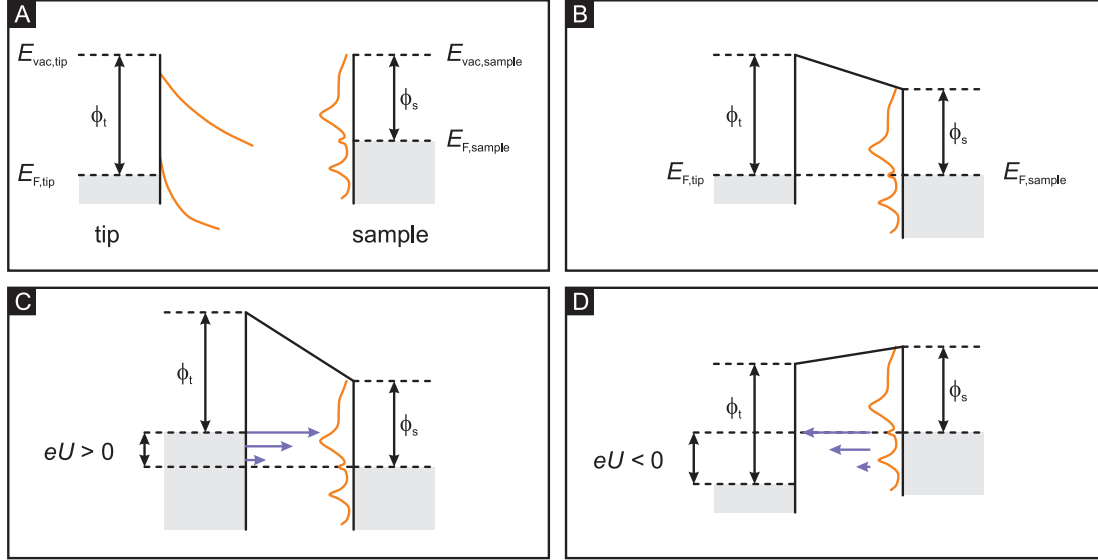 A
E_vac,tip
ϕ_t
E_F,tip
tip
E_vac,sample
ϕ_s
E_F,sample
sample
B
ϕ_t
ϕ_s
E_F,tip
E_F,sample
C
ϕ_t
ϕ_s
eU > 0
D
ϕ_t
ϕ_s
eU < 0